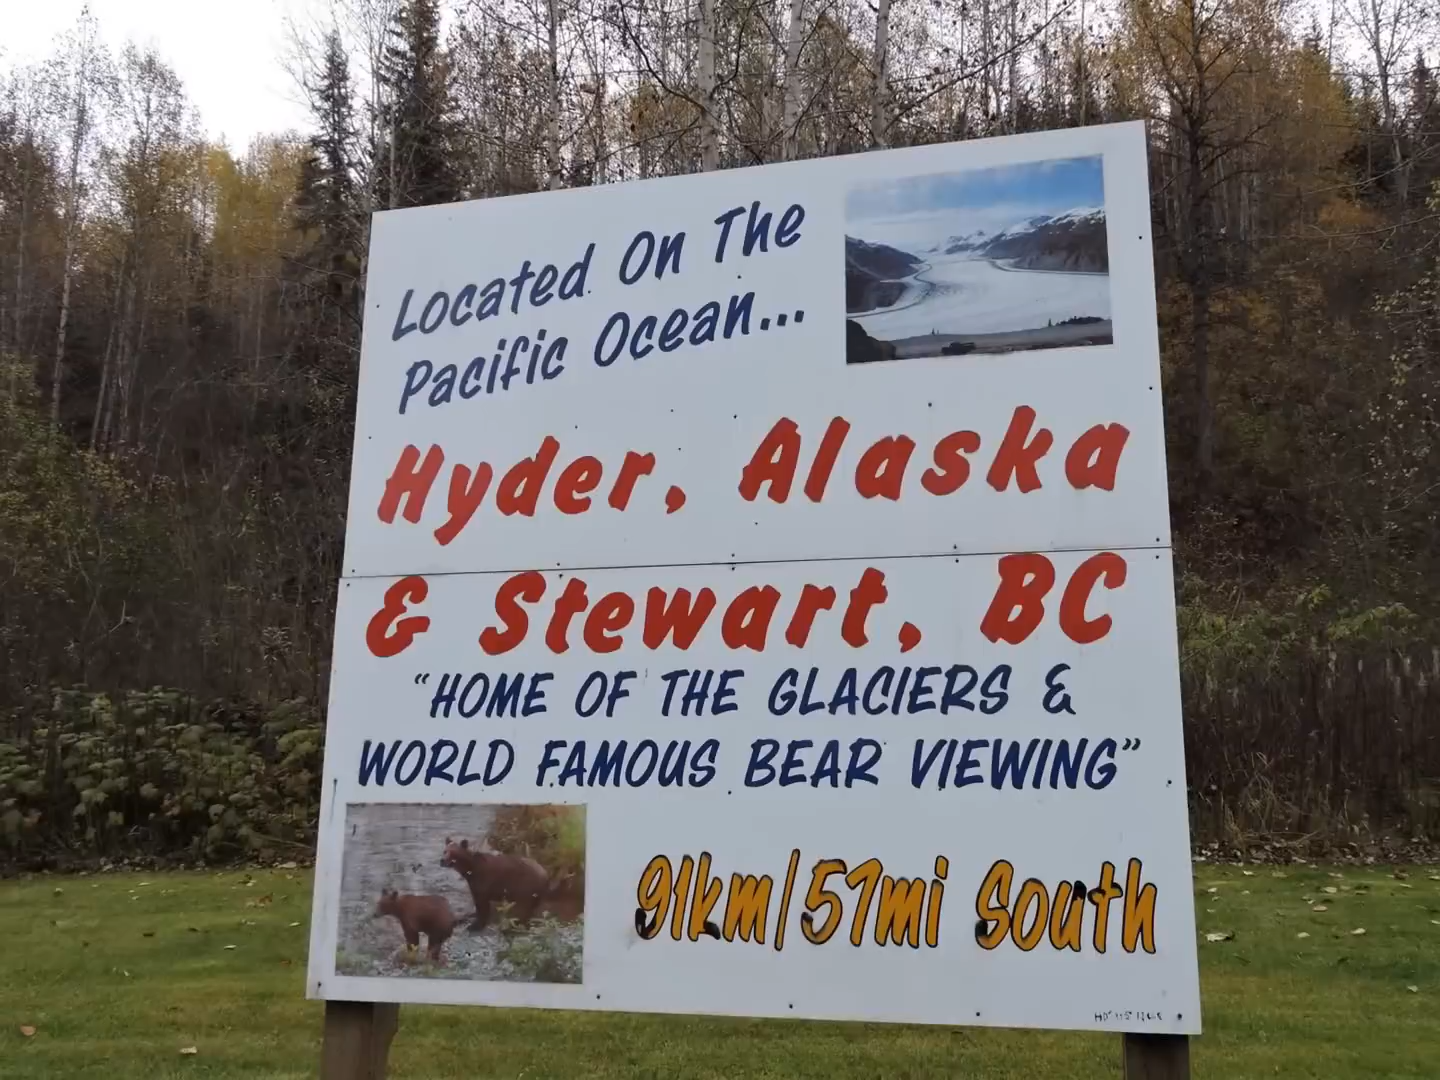 Located On The
Pacific Ocean...
Hyder, Alaska
& Stewart, BC
"HOME OF THE GLACIERS &
WORLD FAMOUS BEAR VIEWING"
91km/57mi South